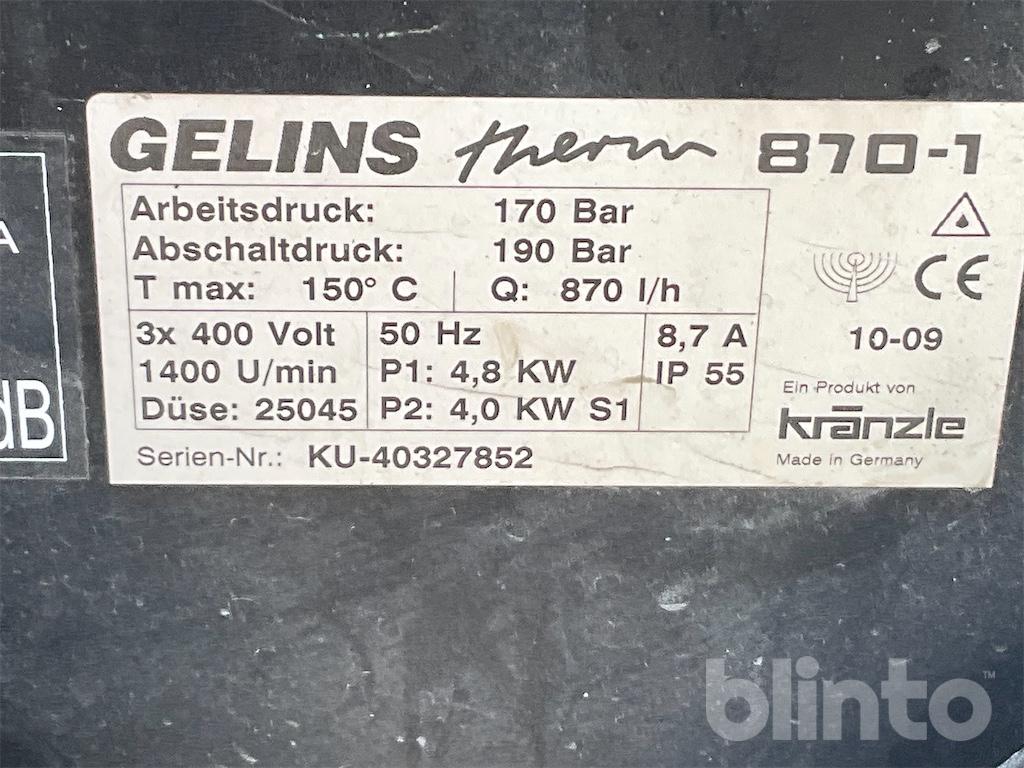 GELINS therm 870-1
Arbeitsdruck: 170 Bar
Abschaltdruck: 190 Bar
T max: 150° C Q: 870 l/h
3x 400 Volt 50 Hz 8,7 A
1400 U/min P1: 4,8 KW IP 55
Düse: 25045 P2: 4,0 KW S1
Serien-Nr.: KU-40327852
CE
10-09
Ein Produkt von
kränzle
Made in Germany
A
dB
blinto™